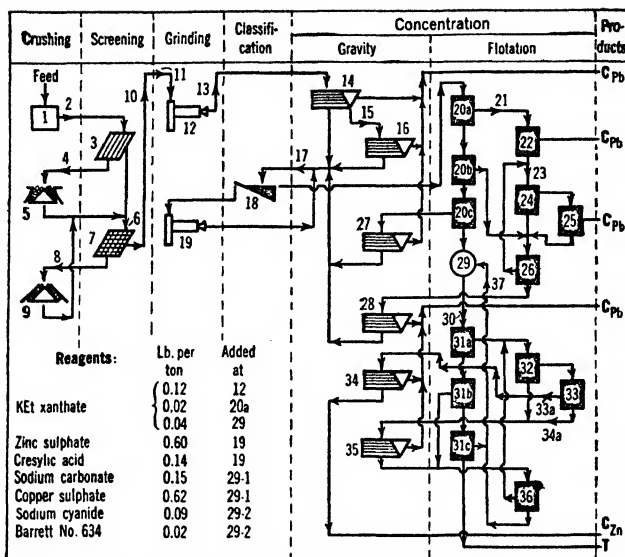 Concentration
Crushing Screening Grinding Classifi-cation Gravity Flotation Pro-ducts
Feed
1
2
3
4
5
6
7
8
9
10
11
12
13
14
15
16
17
18
19
20a
20b
20c
21
22
23
24
25
26
27
28
29
30
31a
31b
31c
32
33
33a
34
34a
35
36
37
C Pb
C Pb
C Pb
C Pb
C Zn
T
Reagents: Lb. per ton Added at
KEt xanthate 0.12 12
0.02 20a
0.04 29
Zinc sulphate 0.60 19
Cresylic acid 0.14 19
Sodium carbonate 0.15 29-1
Copper sulphate 0.62 29-1
Sodium cyanide 0.09 29-2
Barrett No. 634 0.02 29-2